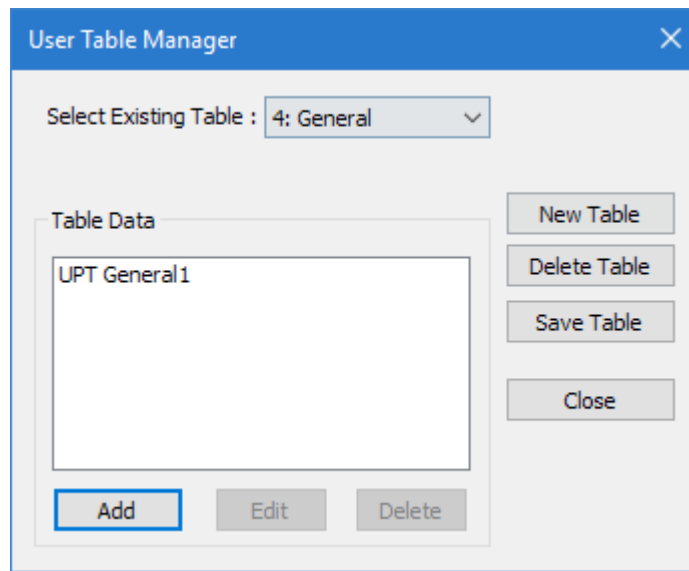 User Table Manager
Select Existing Table : 4: General
New Table
Table Data
Delete Table
UPT General1
Save Table
Close
Add Edit Delete